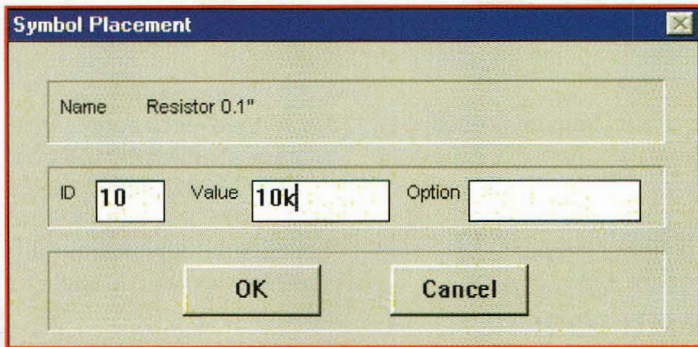 Symbol Placement
Name Resistor 0.1"
ID 10 Value 10k Option
OK Cancel